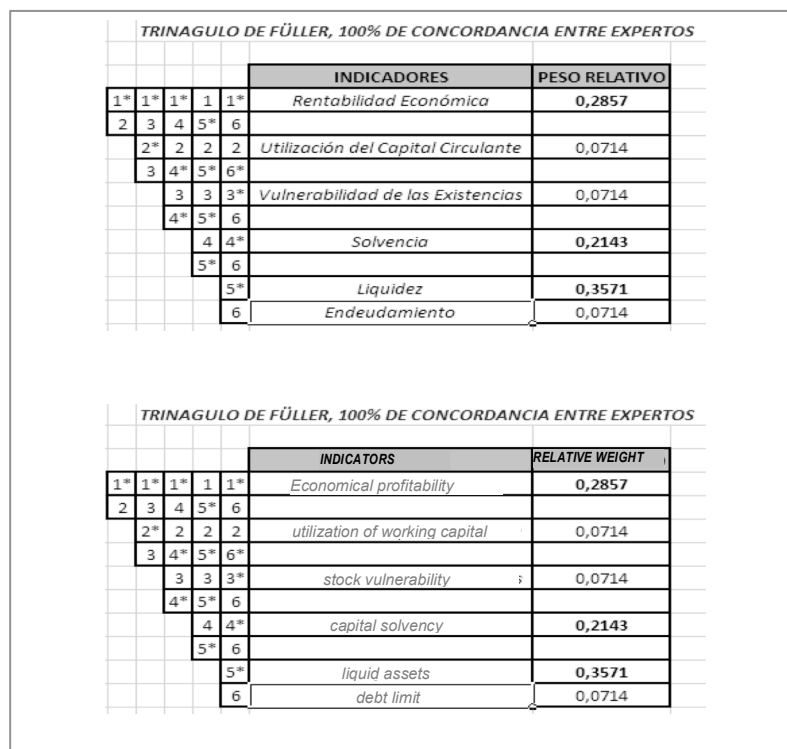 TRINAGULO DE FÜLLER, 100% DE CONCORDANCIA ENTRE EXPERTOS
INDICADORES PESO RELATIVO
1* 1* 1* 1 1* Rentabilidad Económica 0,2857
2 3 4 5* 6
2* 2 2 2 Utilización del Capital Circulante 0,0714
3 4* 5* 6*
3 3 3* Vulnerabilidad de las Existencias 0,0714
4* 5* 6
4 4* Solvencia 0,2143
5* 6
5* Liquidez 0,3571
6 Endeudamiento 0,0714
TRINAGULO DE FÜLLER, 100% DE CONCORDANCIA ENTRE EXPERTOS
INDICATORS RELATIVE WEIGHT
1* 1* 1* 1 1* Economical profitability 0,2857
2 3 4 5* 6
2* 2 2 2 utilization of working capital 0,0714
3 4* 5* 6*
3 3 3* stock vulnerability 0,0714
4* 5* 6
4 4* capital solvency 0,2143
5* 6
5* liquid assets 0,3571
6 debt limit 0,0714